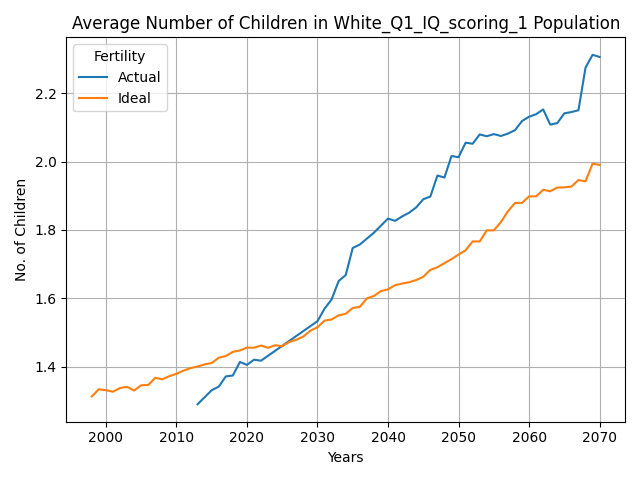 Average Number of Children in White_Q1_IQ_scoring_1 Population
Fertility
Actual
Ideal
No. of Children
2.2
2.0
1.8
1.6
1.4
2000 2010 2020 2030 2040 2050 2060 2070
Years